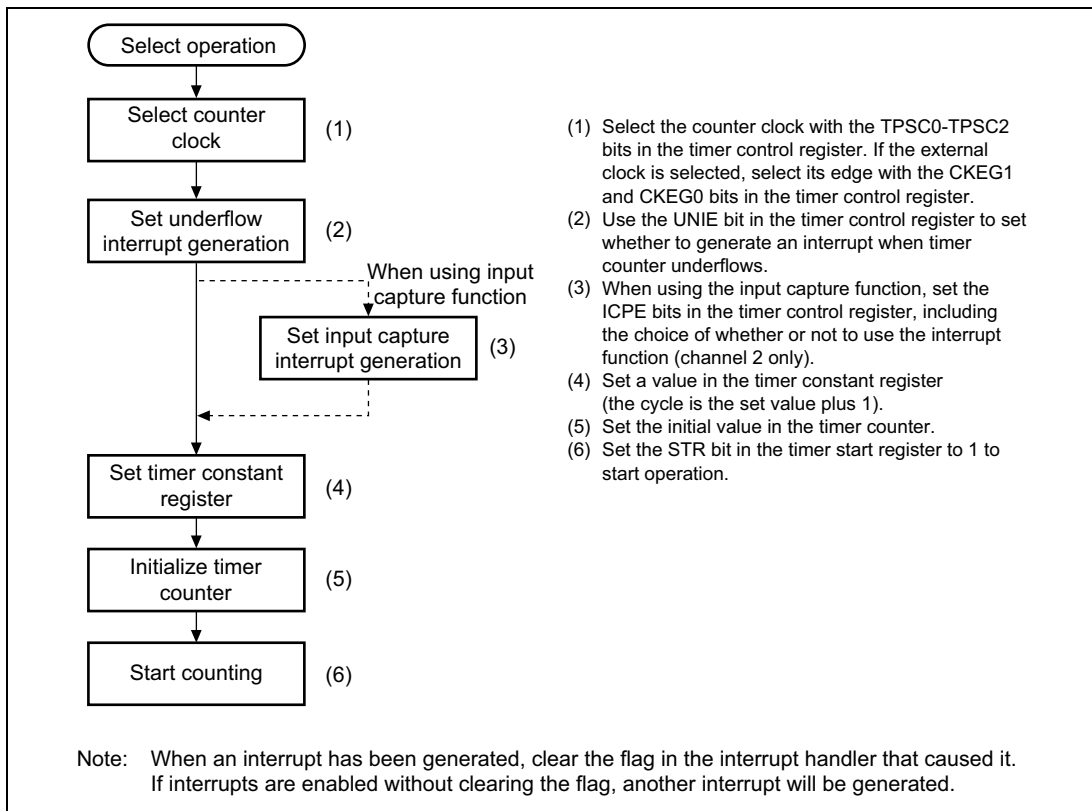 Select operation
Select counter
clock
(1)
Set underflow
interrupt generation
(2)
When using input
capture function
Set input capture
interrupt generation
(3)
Set timer constant
register
(4)
Initialize timer
counter
(5)
Start counting
(6)
(1) Select the counter clock with the TPSC0-TPSC2
bits in the timer control register. If the external
clock is selected, select its edge with the CKEG1
and CKEG0 bits in the timer control register.
(2) Use the UNIE bit in the timer control register to set
whether to generate an interrupt when timer
counter underflows.
(3) When using the input capture function, set the
ICPE bits in the timer control register, including
the choice of whether or not to use the interrupt
function (channel 2 only).
(4) Set a value in the timer constant register
(the cycle is the set value plus 1).
(5) Set the initial value in the timer counter.
(6) Set the STR bit in the timer start register to 1 to
start operation.
Note: When an interrupt has been generated, clear the flag in the interrupt handler that caused it.
If interrupts are enabled without clearing the flag, another interrupt will be generated.